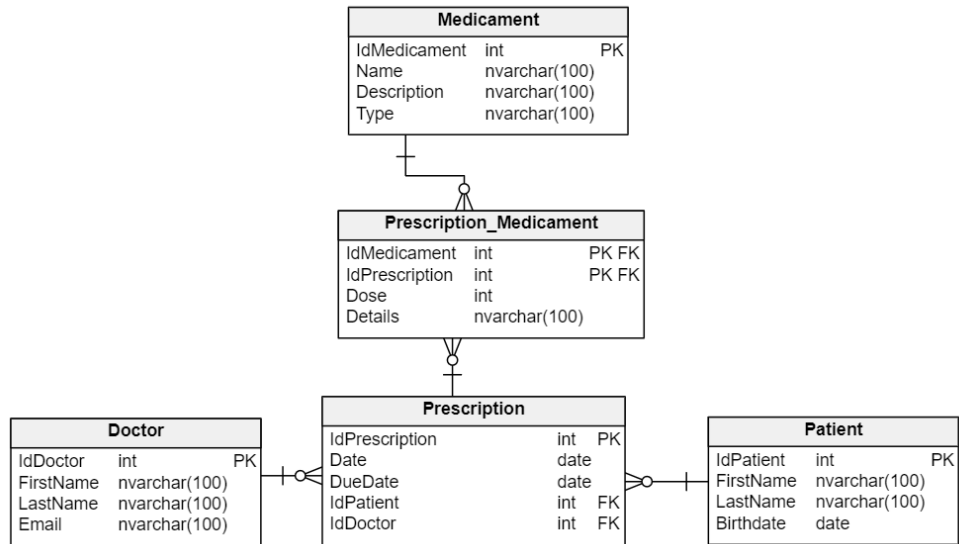 Medicament
IdMedicament int PK
Name nvarchar(100)
Description nvarchar(100)
Type nvarchar(100)
Prescription_Medicament
IdMedicament int PK FK
IdPrescription int PK FK
Dose int
Details nvarchar(100)
Doctor
IdDoctor int PK
FirstName nvarchar(100)
LastName nvarchar(100)
Email nvarchar(100)
Prescription
IdPrescription int PK
Date date
DueDate date
IdPatient int FK
IdDoctor int FK
Patient
IdPatient int PK
FirstName nvarchar(100)
LastName nvarchar(100)
Birthdate date